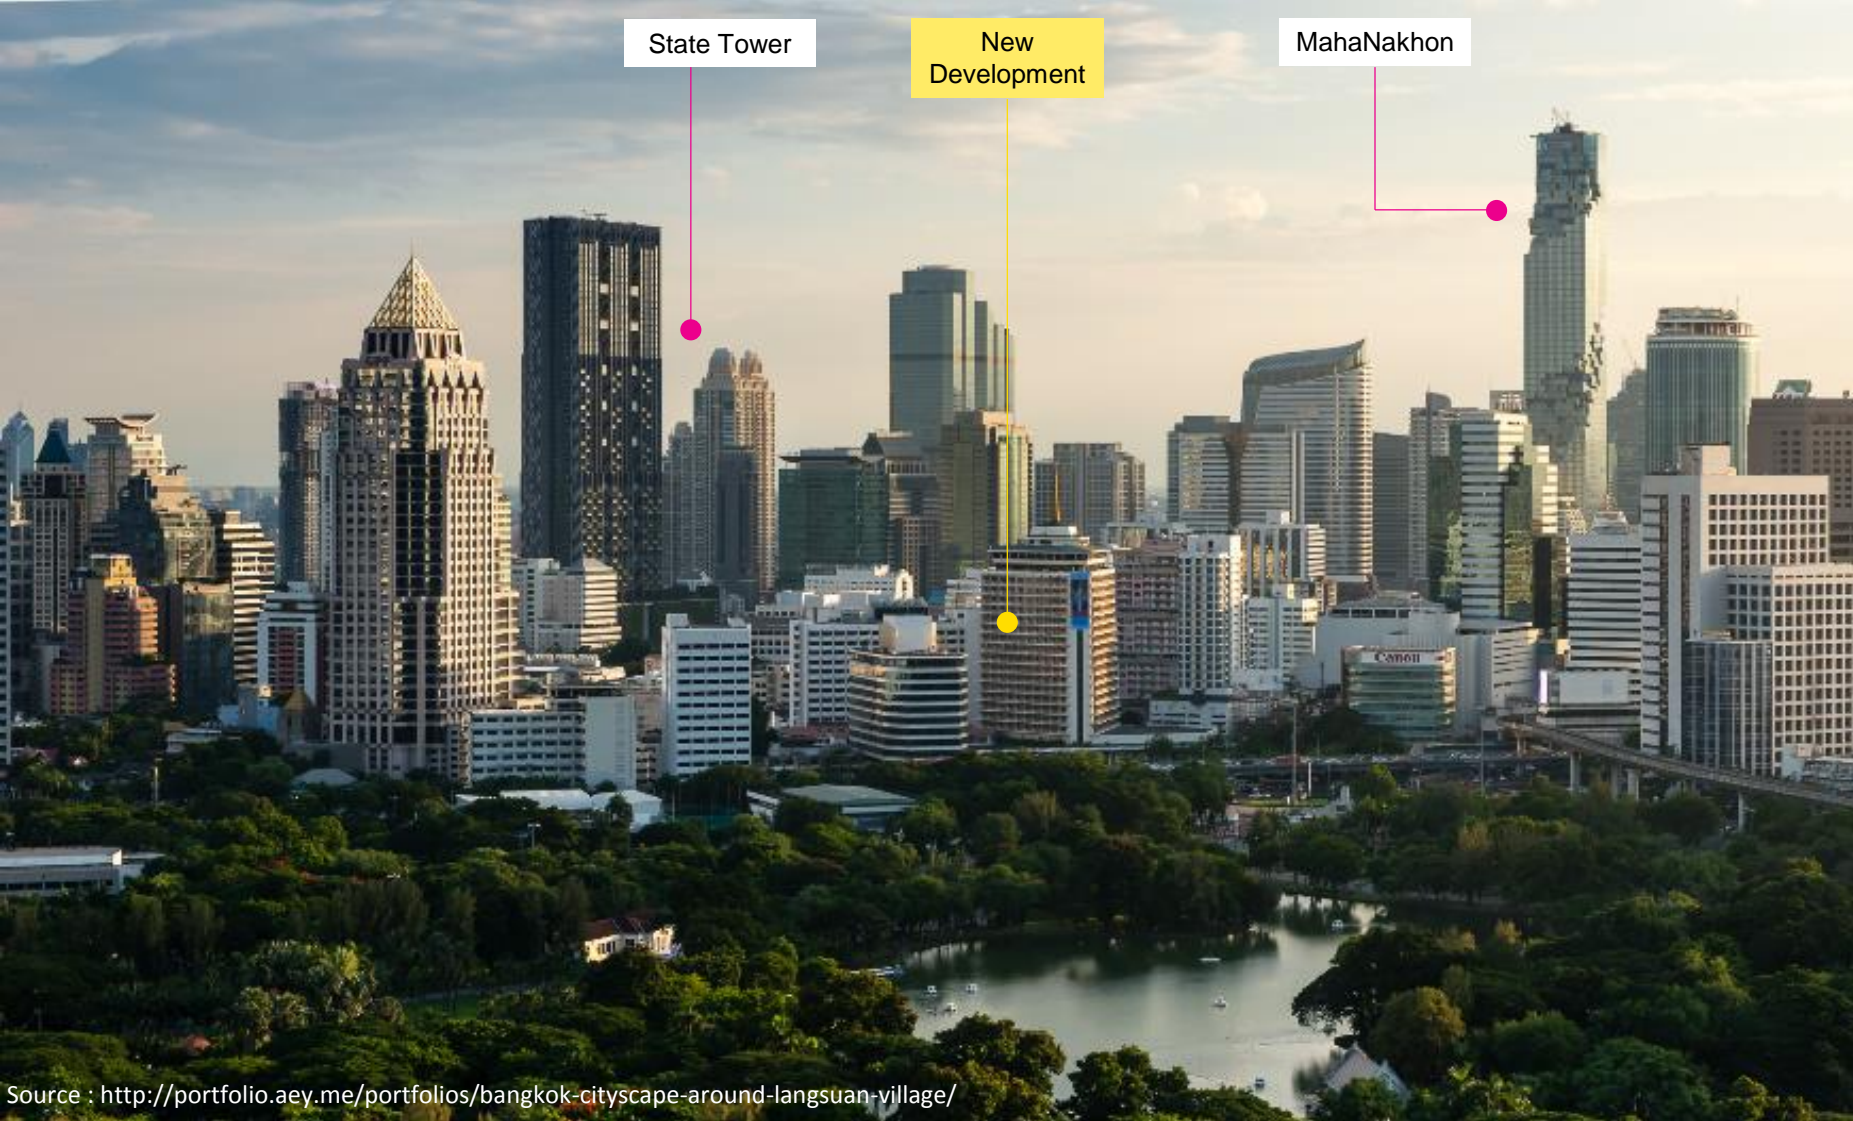 State Tower
New
Development
MahaNakhon
Canon
Source : http://portfolio.aey.me/portfolios/bangkok-cityscape-around-langsuan-village/